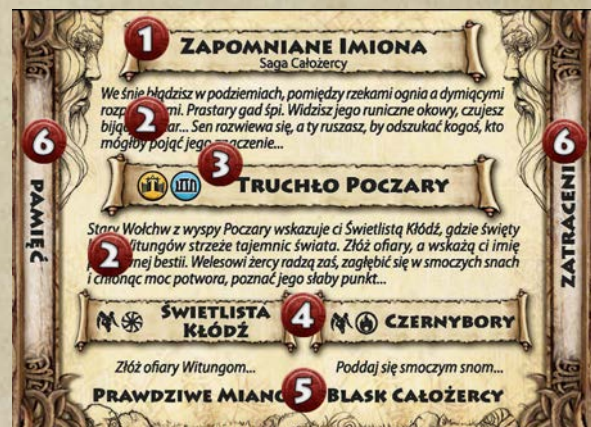 1
ZAPOMNIANE IMIONA
Saga Całożercy
We śnie błądzisz w podziemiach, pomiędzy rzekami ognia a dymiącymi
mi. Prastary gad śpi. Widzisz jego runiczne okowy, czujesz
2
Sen rozwiewa się, a ty ruszasz, by odszukać kogoś, kto
mógłby pojąć jego
6
PAMIĘĆ
6
ZATRACENI
3
TRUCHŁO POCZARY
Stary Wołchw z wyspy Poczary wskazuje ci Świetlistą Kłódź, gdzie święty
Witungów strzeże tajemnic świata. Złóż ofiary, a wskażą ci imię
2
bestii. Welesowi żercy radzą zaś, zagłębić się w smoczych snach
i chłonąc moc potwora, poznać jego słaby punkt...
ŚWIETLISTA
KŁÓDŹ
4
CZERNYBORY
Złóż ofiary Witungom...
Poddaj się smoczym snom...
PRAWDZIWE MIANO
5
BLASK CAŁOŻERCY